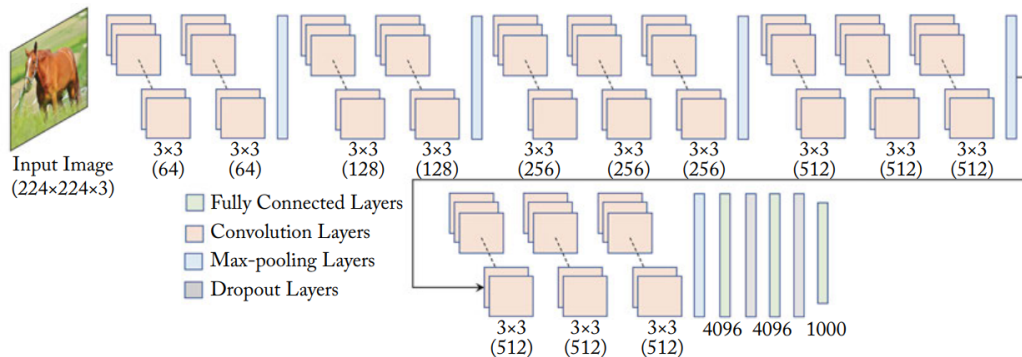 3×3 3×3 3×3 3×3 3×3 3×3 3×3 3×3 3×3 3×3
(64) (64) (128) (128) (256) (256) (256) (512) (512) (512)
Input Image
(224×224×3)
Fully Connected Layers
Convolution Layers
Max-pooling Layers
Dropout Layers
3×3 3×3 3×3 4096 4096 1000
(512) (512) (512)